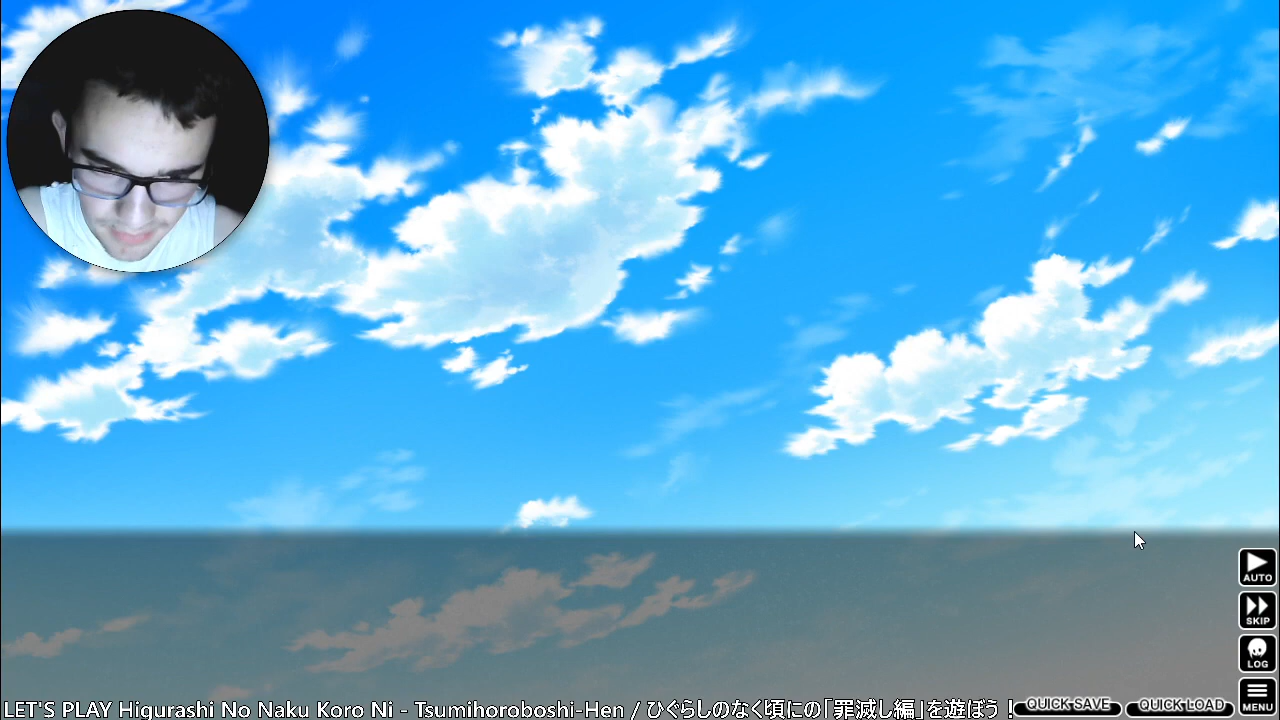 AUTO
SKIP
LOG
MENU
QUICK SAVE
QUICK LOAD
LET'S PLAY Higurashi No Naku Koro Ni - Tsumihoroboshi-Hen / ひぐらしのなく頃にの「罪滅し編」を遊ぼう！